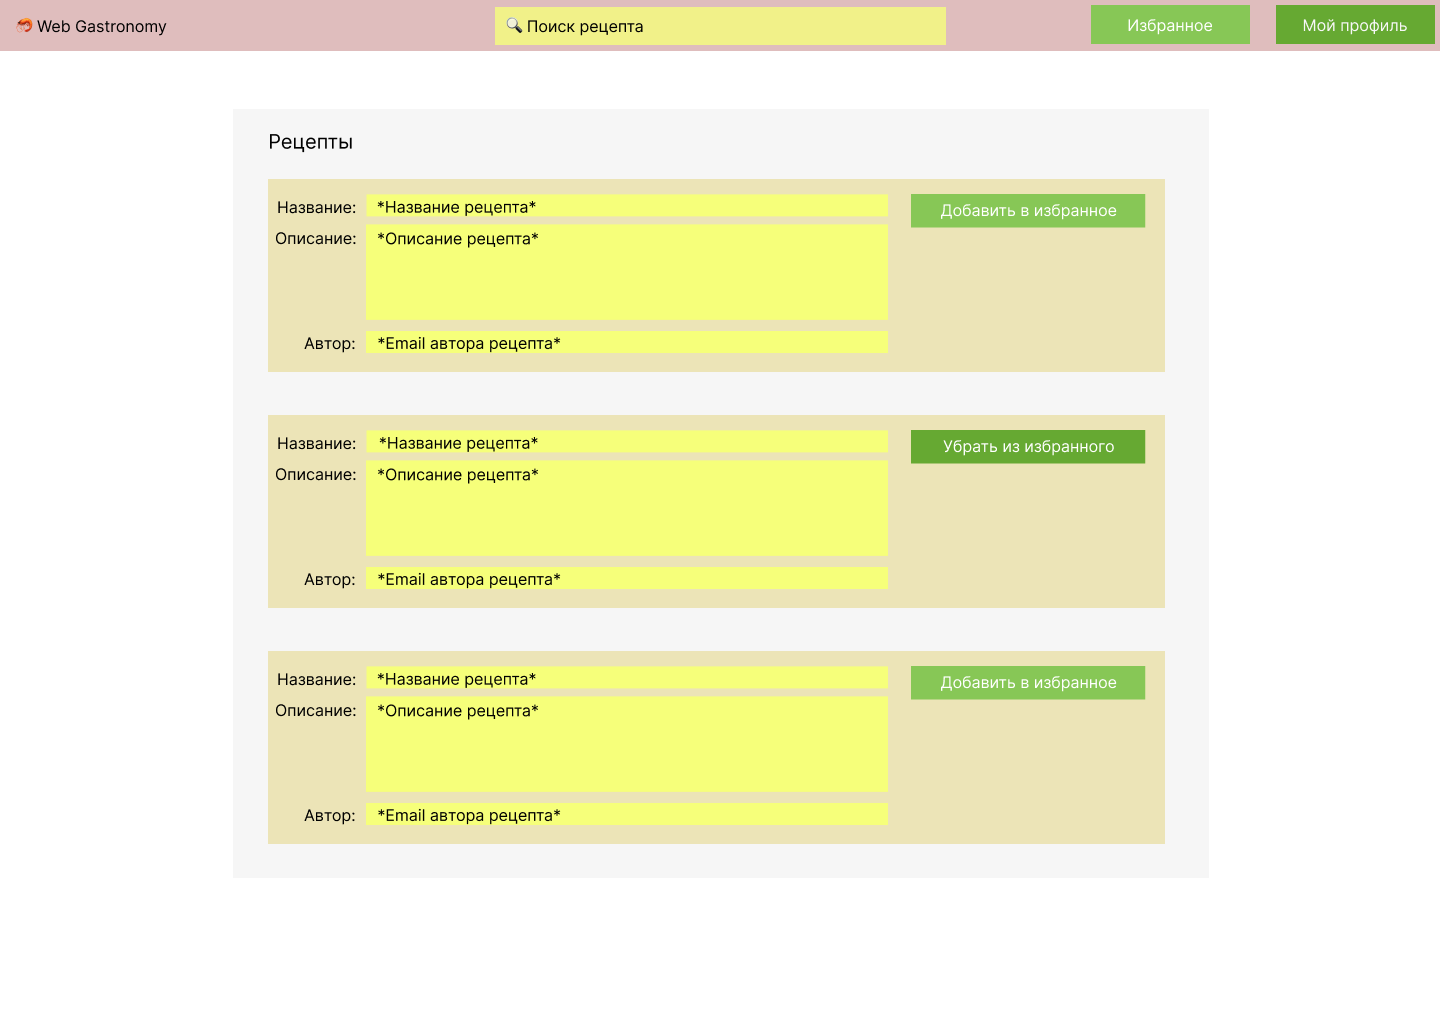 🦐 Web Gastronomy
🔍 Поиск рецепта
Избранное
Мой профиль
Рецепты
Название: *Название рецепта*
Добавить в избранное
Описание: *Описание рецепта*
Автор: *Email автора рецепта*
Название: *Название рецепта*
Убрать из избранного
Описание: *Описание рецепта*
Автор: *Email автора рецепта*
Название: *Название рецепта*
Добавить в избранное
Описание: *Описание рецепта*
Автор: *Email автора рецепта*